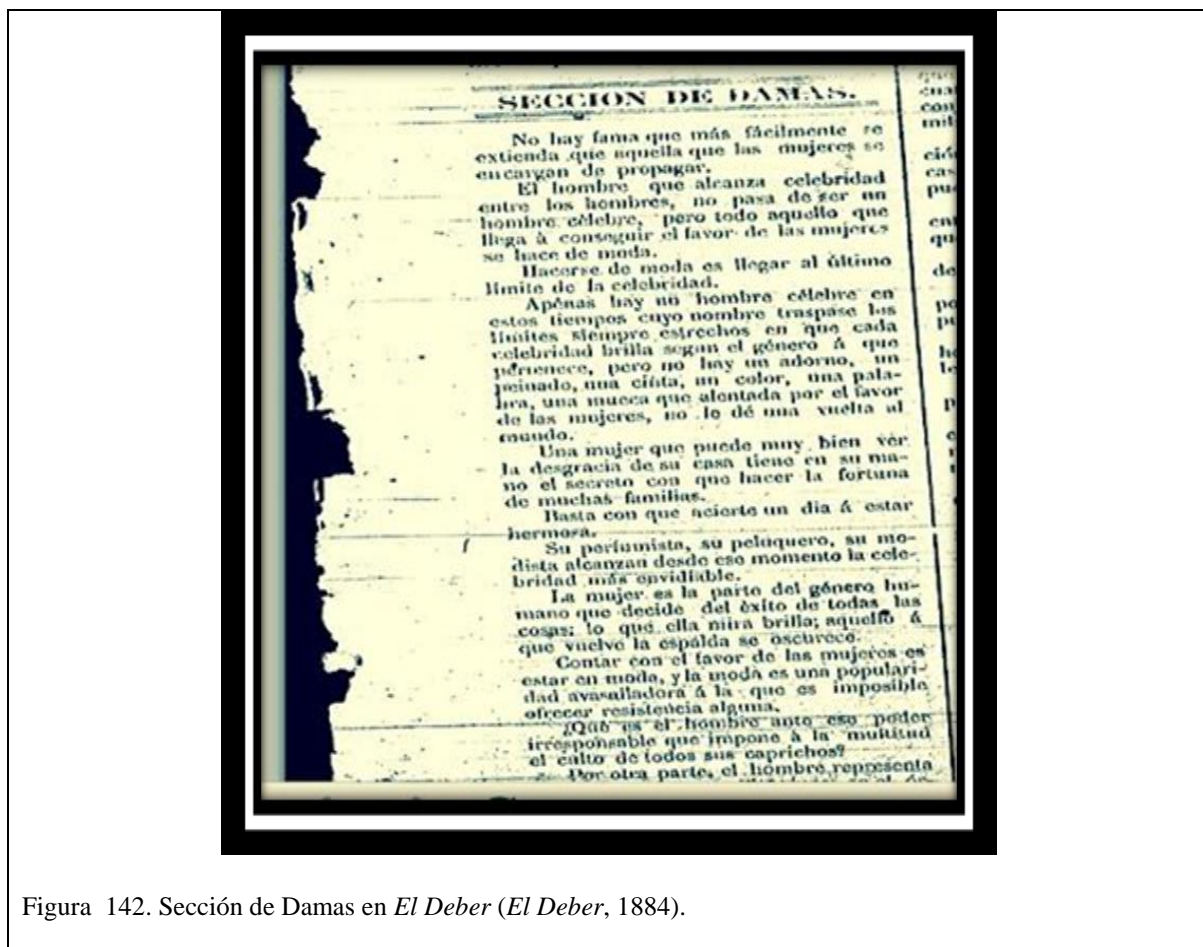 SECCION DE DAMAS.
No hay fama que más fácilmente se
extienda que aquella que las mujeres se
encargan de propagar.
El hombre que alcanza celebridad
entre los hombres, no pasa de ser un
hombre célebre, pero todo aquello que
llega à conseguir el favor de las mujeres
se hace de moda.
Hacerse de moda es llegar al último
límite de la celebridad.
Apénas hay un hombre célebre en
estos tiempos cuyo nombre traspase los
límites siempre estrechos en que cada
celebridad brilla segun el género á que
pertenece, pero no hay un adorno, un
peinado, una cinta, un color, una pala-
bra, una mueca que alentada por el favor
de las mujeres, no le dé una vuelta al
mundo.
Una mujer que puede muy bien ver
la desgracia de su casa tiene en su ma-
no el secreto con que hacer la fortuna
de muchas familias.
Basta con que acierte un dia á estar
hermosa.
Su perfumista, su peluquero, su mo-
dista alcanzan desde ese momento la cele-
bridad más envidiable.
La mujer es la parte del género hu-
mano que decide del èxito de todas las
cosas; lo que ella mira brilla; aquello á
que vuelve la espalda se oscurece.
Contar con el favor de las mujeres es
estar en moda, y la moda es una populari-
dad avasalladora á la que es imposible
ofrecer resistencia alguna.
¿Qué es el hombre ante ese poder
irresponsable que impone à la multitud
el culto de todos sus caprichos?
Por otra parte, el hombre representa
Figura 142. Sección de Damas en El Deber (El Deber, 1884).